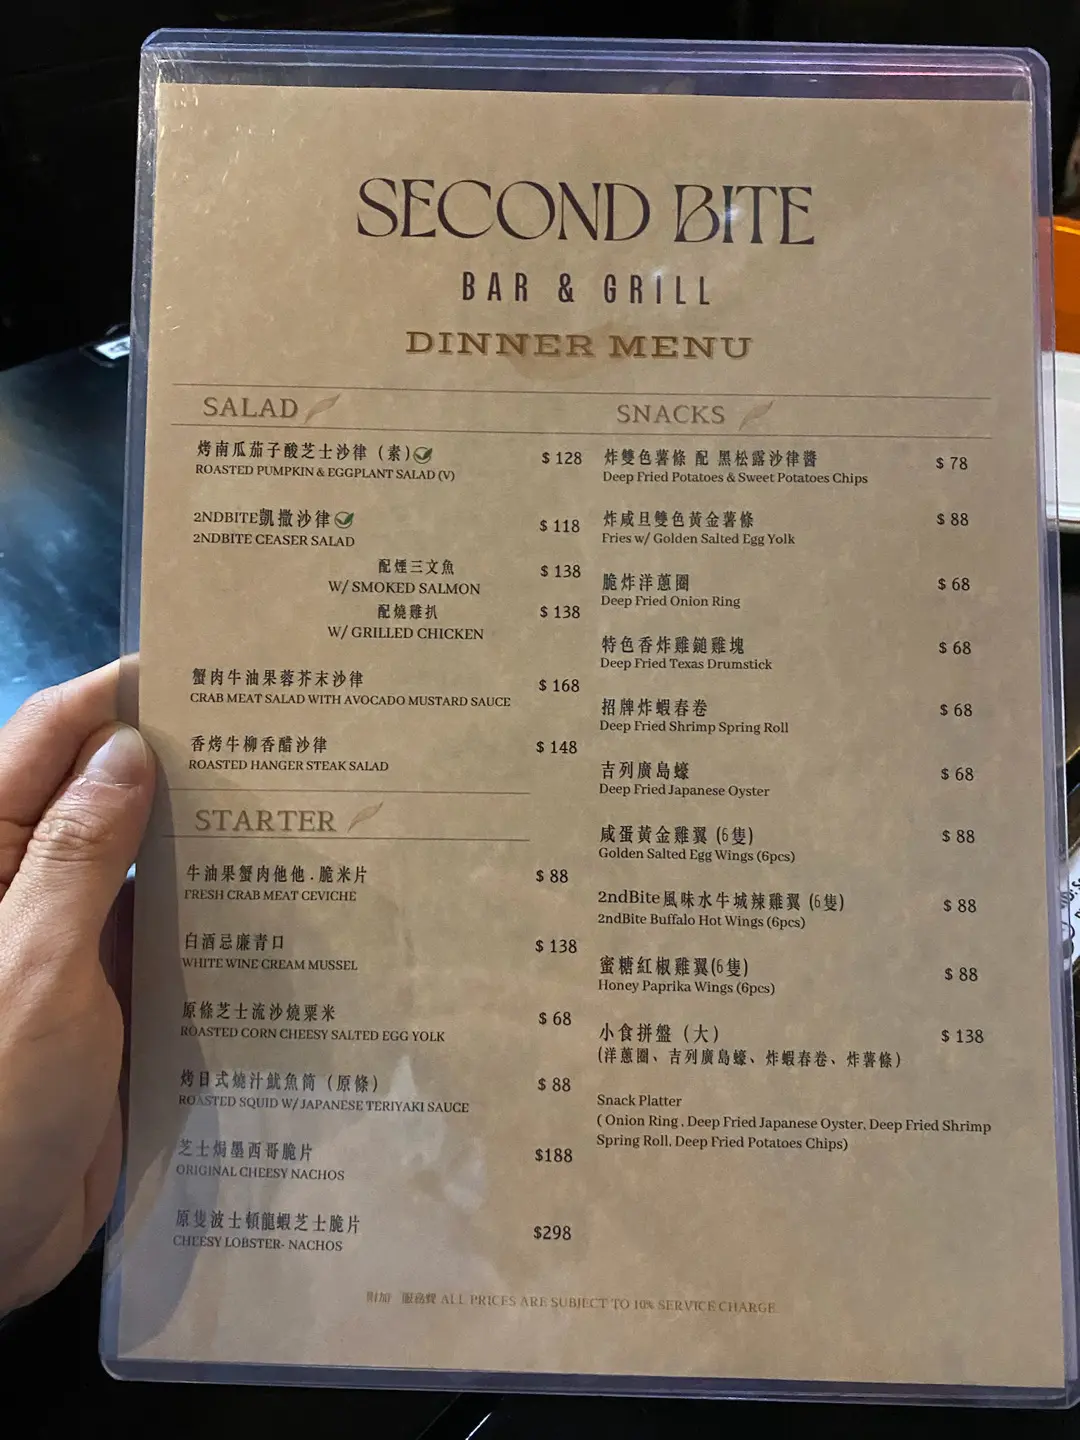 SECOND BITE
BAR & GRILL
DINNER MENU
SALAD
烤南瓜茄子酸芝士沙律（素） $ 128
ROASTED PUMPKIN & EGGPLANT SALAD (V)
2NDBITE凱撒沙律 $ 118
2NDBITE CEASER SALAD
配煙三文魚 $ 138
W/ SMOKED SALMON
配燒雞扒 $ 138
W/ GRILLED CHICKEN
蟹肉牛油果蓉芥末沙律 $ 168
CRAB MEAT SALAD WITH AVOCADO MUSTARD SAUCE
香烤牛柳香醋沙律 $ 148
ROASTED HANGER STEAK SALAD
STARTER
牛油果蟹肉他他 . 脆米片 $ 88
FRESH CRAB MEAT CEVICHE
白酒忌廉青口 $ 138
WHITE WINE CREAM MUSSEL
原條芝士流沙燒粟米 $ 68
ROASTED CORN CHEESY SALTED EGG YOLK
烤日式燒汁魷魚筒（原條） $ 88
ROASTED SQUID W/ JAPANESE TERIYAKI SAUCE
芝士焗墨西哥脆片 $188
ORIGINAL CHEESY NACHOS
原隻波士頓龍蝦芝士脆片 $298
CHEESY LOBSTER- NACHOS
SNACKS
炸雙色薯條 配 黑松露沙律醬 $ 78
Deep Fried Potatoes & Sweet Potatoes Chips
炸咸旦雙色黃金薯條 $ 88
Fries w/ Golden Salted Egg Yolk
脆炸洋蔥圈 $ 68
Deep Fried Onion Ring
特色香炸雞鎚雞塊 $ 68
Deep Fried Texas Drumstick
招牌炸蝦春卷 $ 68
Deep Fried Shrimp Spring Roll
吉列廣島蠔 $ 68
Deep Fried Japanese Oyster
咸蛋黃金雞翼 (6隻) $ 88
Golden Salted Egg Wings (6pcs)
2ndBite風味水牛城辣雞翼 (6隻) $ 88
2ndBite Buffalo Hot Wings (6pcs)
蜜糖紅椒雞翼(6隻) $ 88
Honey Paprika Wings (6pcs)
小食拼盤（大） $ 138
(洋蔥圈、吉列廣島蠔、炸蝦春卷、炸薯條)
Snack Platter
( Onion Ring , Deep Fried Japanese Oyster, Deep Fried Shrimp
Spring Roll, Deep Fried Potatoes Chips)
附加 服務費 ALL PRICES ARE SUBJECT TO 10% SERVICE CHARGE